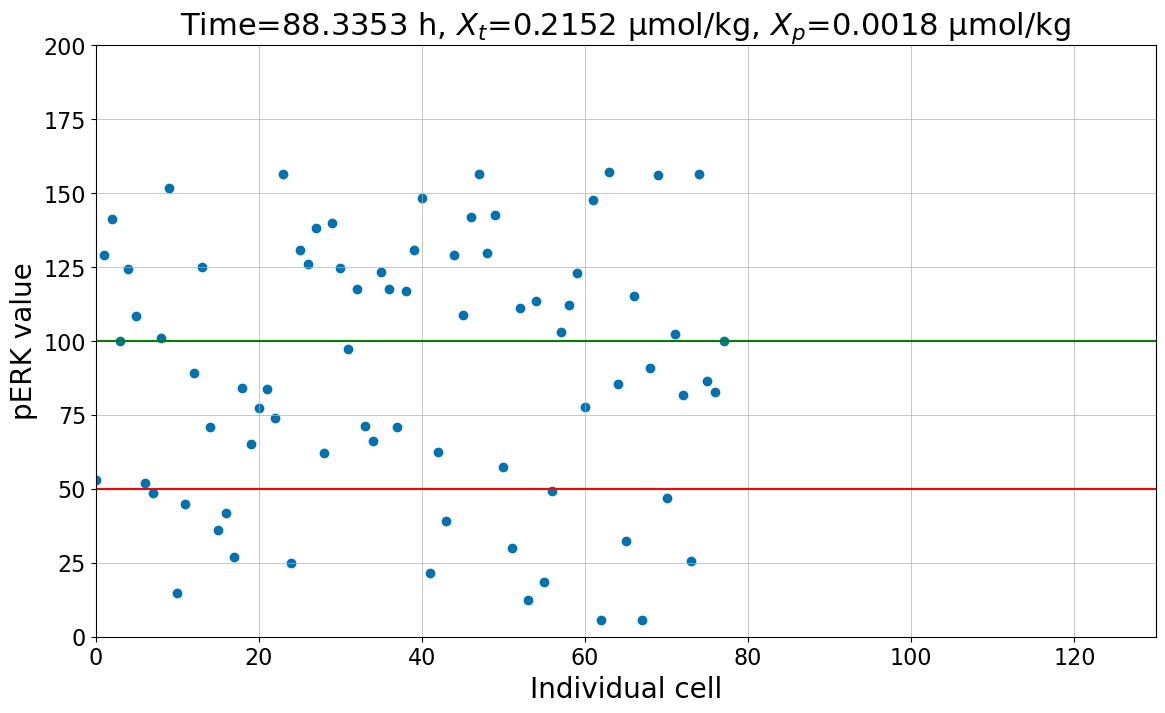 Time=88.3353 h, Xt=0.2152 μmol/kg, Xp=0.0018 μmol/kg
200
175
150
125
100
75
50
25
0
pERK value
0 20 40 60 80 100 120
Individual cell